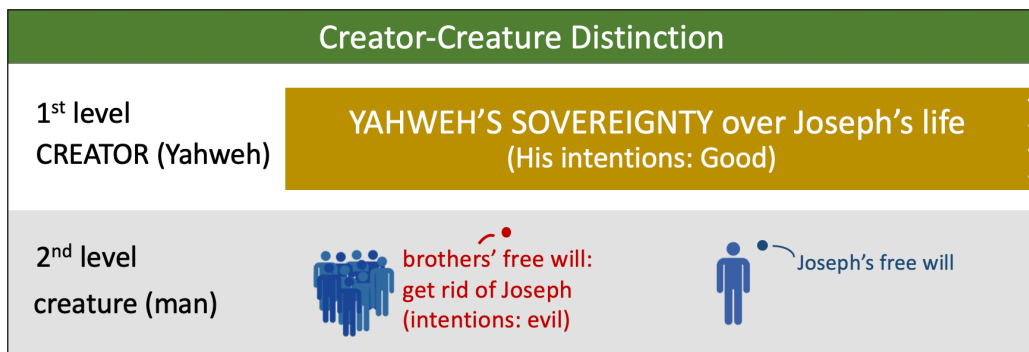 Creator-Creature Distinction
1st level
CREATOR (Yahweh)
YAHWEH’S SOVEREIGNTY over Joseph’s life
(His intentions: Good)
2nd level
creature (man)
brothers’ free will:
get rid of Joseph
(intentions: evil)
Joseph’s free will